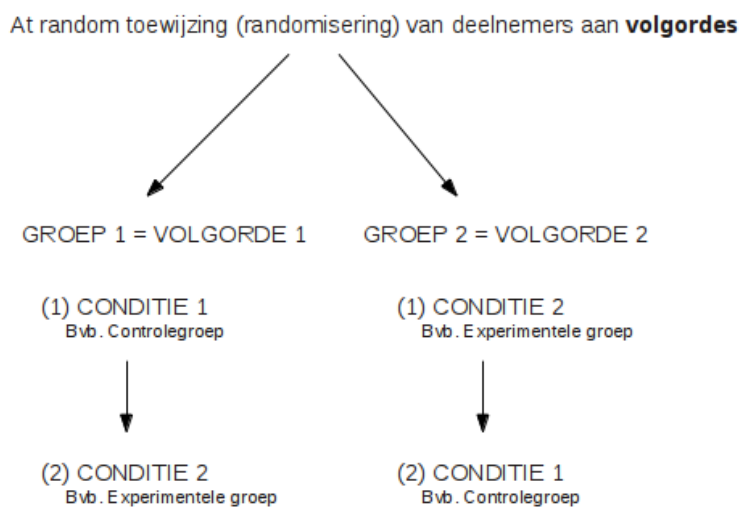 At random toewijzing (randomisering) van deelnemers aan volgordes
GROEP 1 = VOLGORDE 1
(1) CONDITIE 1
Bvb. Controlegroep
(2) CONDITIE 2
Bvb. Experimentele groep
GROEP 2 = VOLGORDE 2
(1) CONDITIE 2
Bvb. Experimentele groep
(2) CONDITIE 1
Bvb. Controlegroep